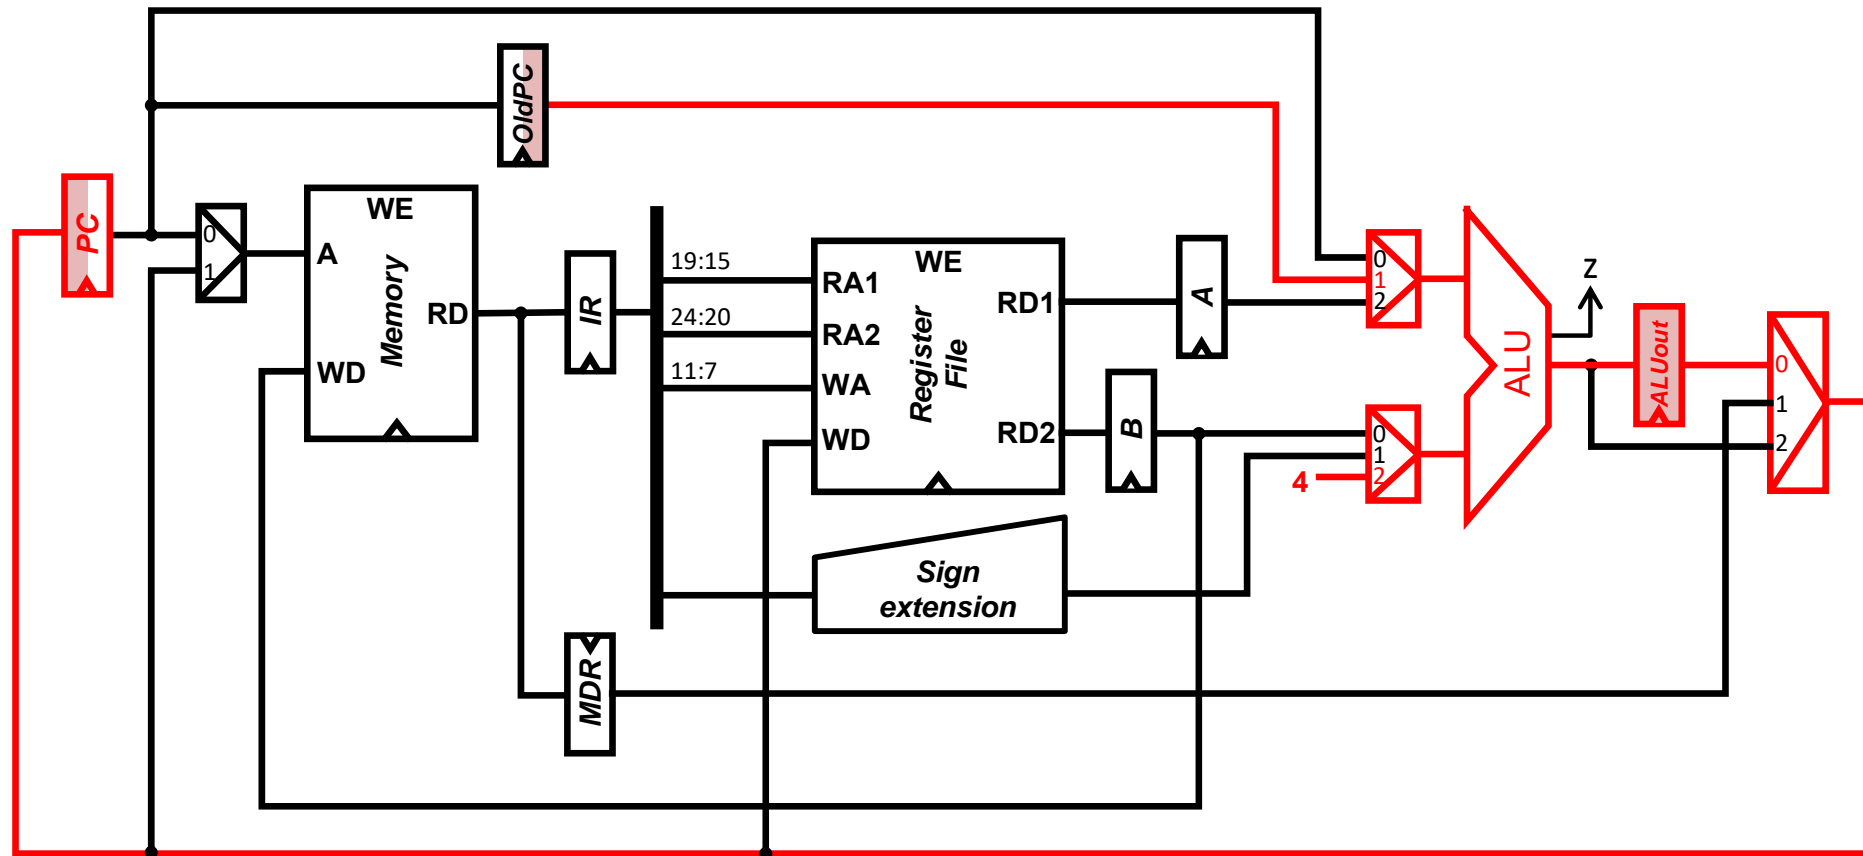 OldPC
PC
0
1
WE
A
Memory
RD
WD
IR
19:15
24:20
11:7
WE
RA1
RA2
WA
WD
Register
File
RD1
RD2
A
B
0
1
2
0
1
2
4
ALU
Z
ALUout
0
1
2
Sign
extension
MDR